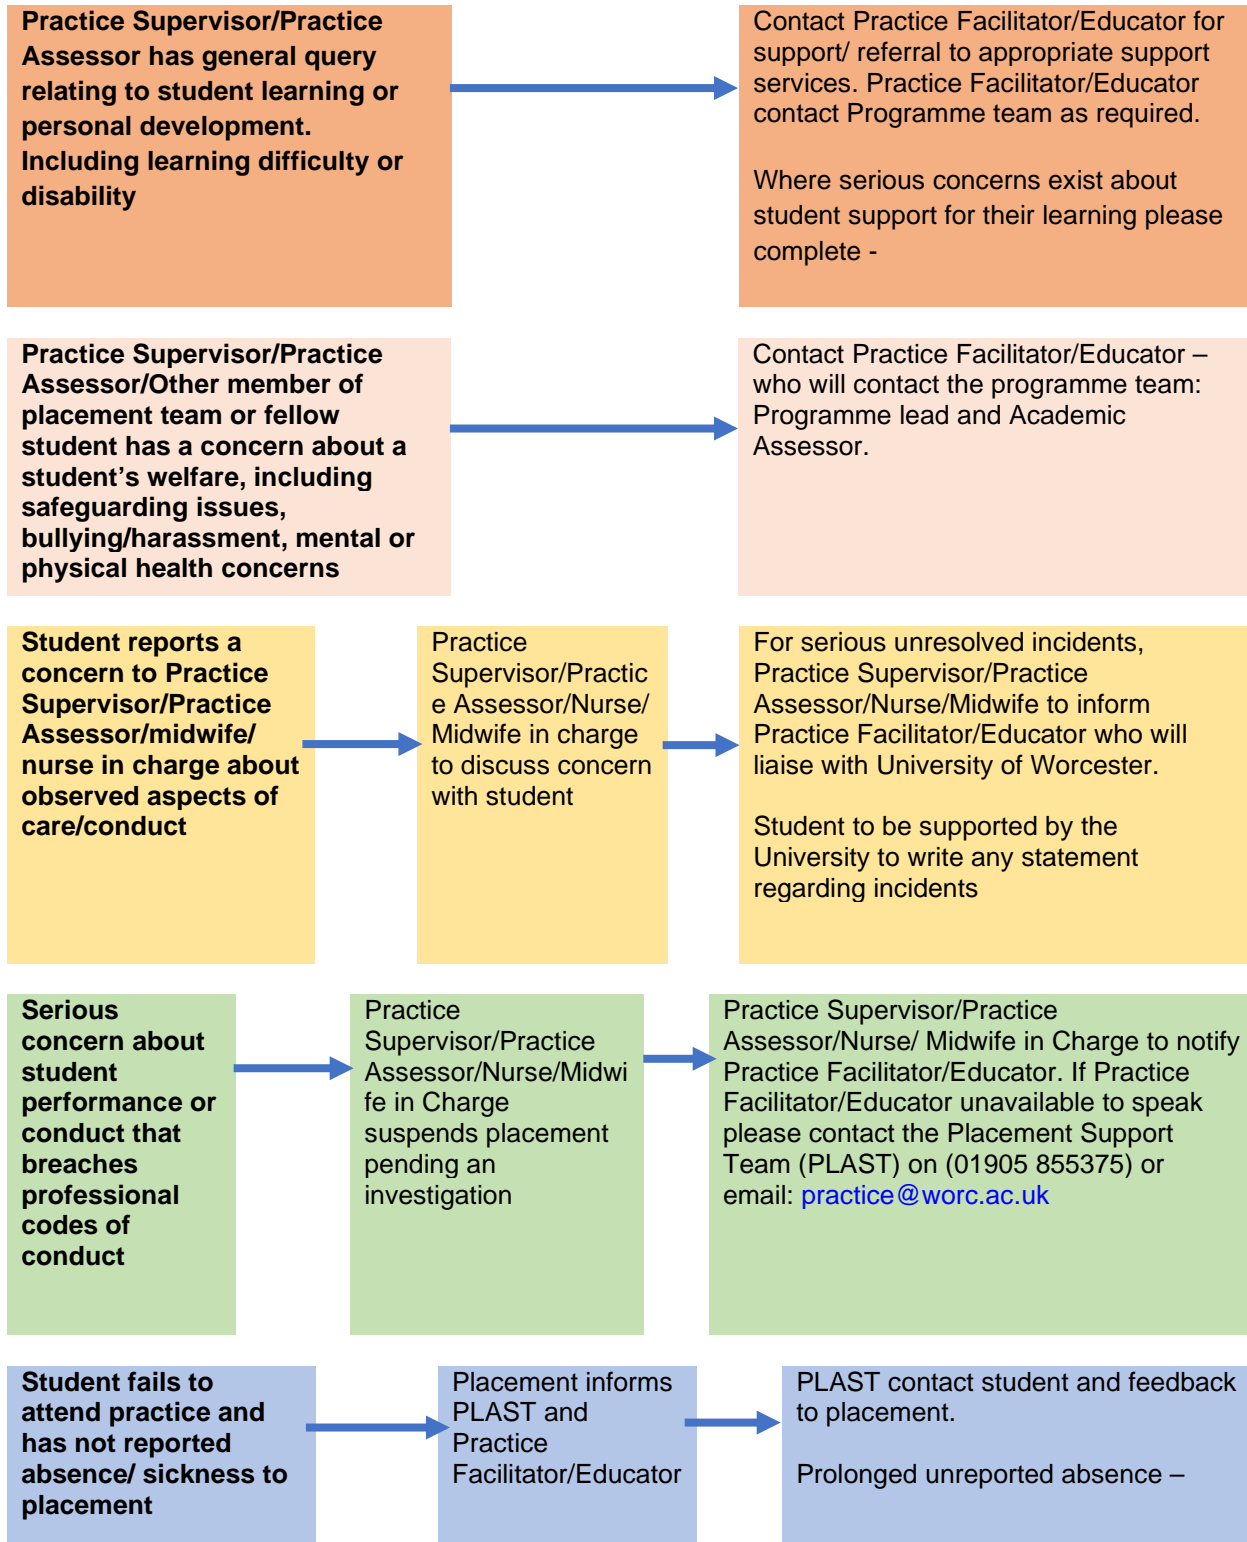 Practice Supervisor/Practice
Assessor has general query
relating to student learning or
personal development.
Including learning difficulty or
disability
Contact Practice Facilitator/Educator for
support/ referral to appropriate support
services. Practice Facilitator/Educator
contact Programme team as required.
Where serious concerns exist about
student support for their learning please
complete -
Practice Supervisor/Practice
Assessor/Other member of
placement team or fellow
student has a concern about a
student’s welfare, including
safeguarding issues,
bullying/harassment, mental or
physical health concerns
Contact Practice Facilitator/Educator –
who will contact the programme team:
Programme lead and Academic
Assessor.
Student reports a
concern to Practice
Supervisor/Practice
Assessor/midwife/
nurse in charge about
observed aspects of
care/conduct
Practice
Supervisor/Practic
e Assessor/Nurse/
Midwife in charge
to discuss concern
with student
For serious unresolved incidents,
Practice Supervisor/Practice
Assessor/Nurse/Midwife to inform
Practice Facilitator/Educator who will
liaise with University of Worcester.
Student to be supported by the
University to write any statement
regarding incidents
Serious
concern about
student
performance or
conduct that
breaches
professional
codes of
conduct
Practice
Supervisor/Practice
Assessor/Nurse/Midwi
fe in Charge
suspends placement
pending an
investigation
Practice Supervisor/Practice
Assessor/Nurse/ Midwife in Charge to notify
Practice Facilitator/Educator. If Practice
Facilitator/Educator unavailable to speak
please contact the Placement Support
Team (PLAST) on (01905 855375) or
email: practice@worc.ac.uk
Student fails to
attend practice and
has not reported
absence/ sickness to
placement
Placement informs
PLAST and
Practice
Facilitator/Educator
PLAST contact student and feedback
to placement.
Prolonged unreported absence –